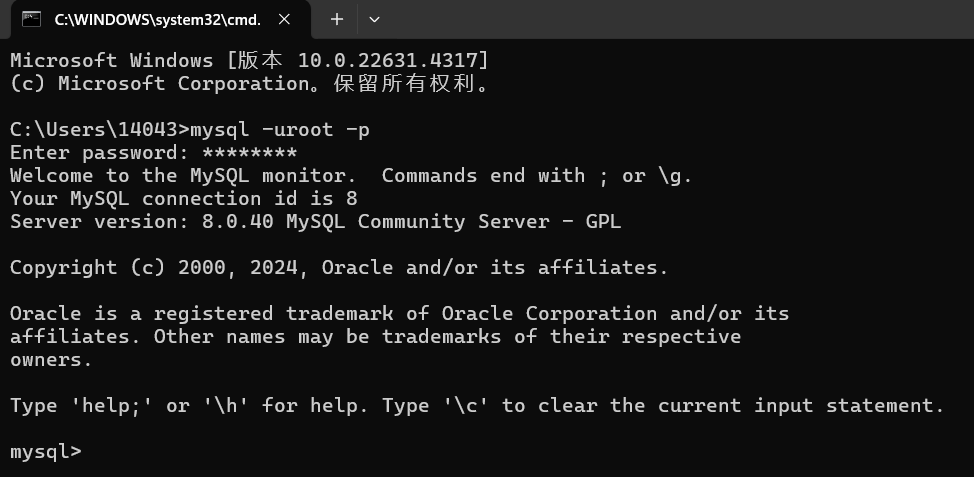 C:\WINDOWS\system32\cmd.
Microsoft Windows [版本 10.0.22631.4317]
(c) Microsoft Corporation。保留所有权利。
C:\Users\14043>mysql -uroot -p
Enter password: ********
Welcome to the MySQL monitor.  Commands end with ; or \g.
Your MySQL connection id is 8
Server version: 8.0.40 MySQL Community Server - GPL
Copyright (c) 2000, 2024, Oracle and/or its affiliates.
Oracle is a registered trademark of Oracle Corporation and/or its
affiliates. Other names may be trademarks of their respective
owners.
Type 'help;' or '\h' for help. Type '\c' to clear the current input statement.
mysql>